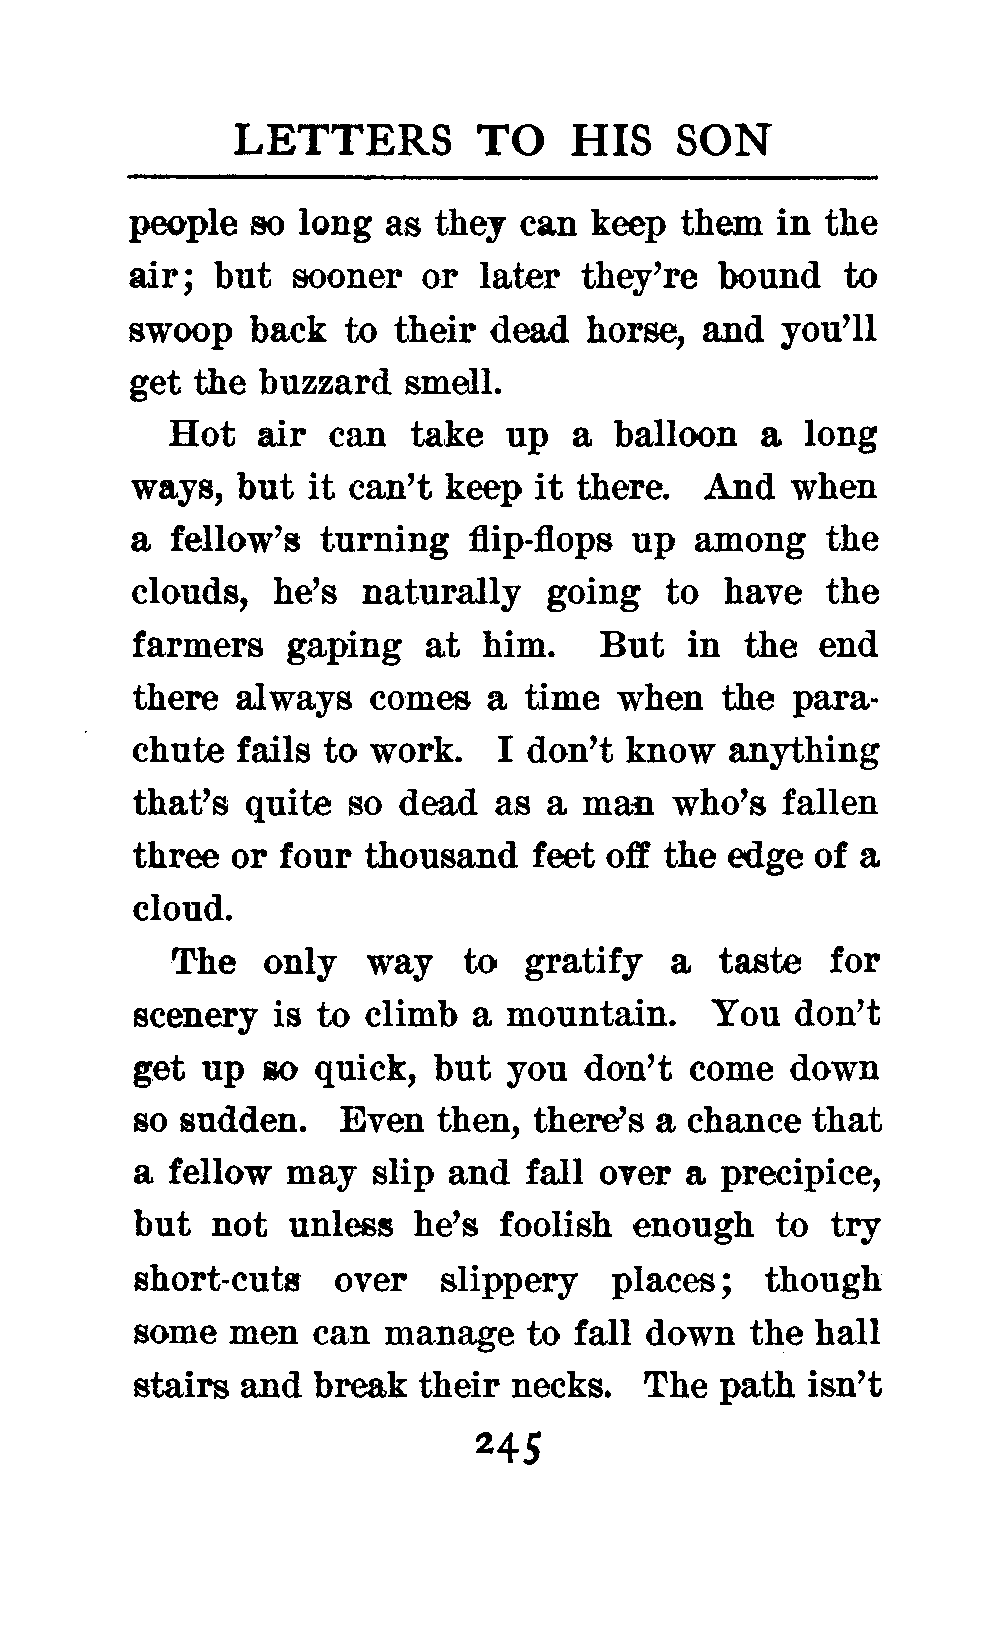 LETTERS TO HIS SON
people so long as they can keep them in the
air; but sooner or later they're bound to
swoop back to their dead horse, and you'll
get the buzzard smell.
Hot air can take up a balloon a long
ways, but it can't keep it there. And when
a fellow's turning flip-flops up among the
clouds, he's naturally going to have the
farmers gaping at him. But in the end
there always comes a time when the para-
chute fails to work. I don't know anything
that's quite so dead as a man who's fallen
three or four thousand feet off the edge of a
cloud.
The only way to gratify a taste for
scenery is to climb a mountain. You don't
get up so quick, but you don't come down
so sudden. Even then, there's a chance that
a fellow may slip and fall over a precipice,
but not unless he's foolish enough to try
short-cuts over slippery places; though
some men can manage to fall down the hall
stairs and break their necks. The path isn't
245